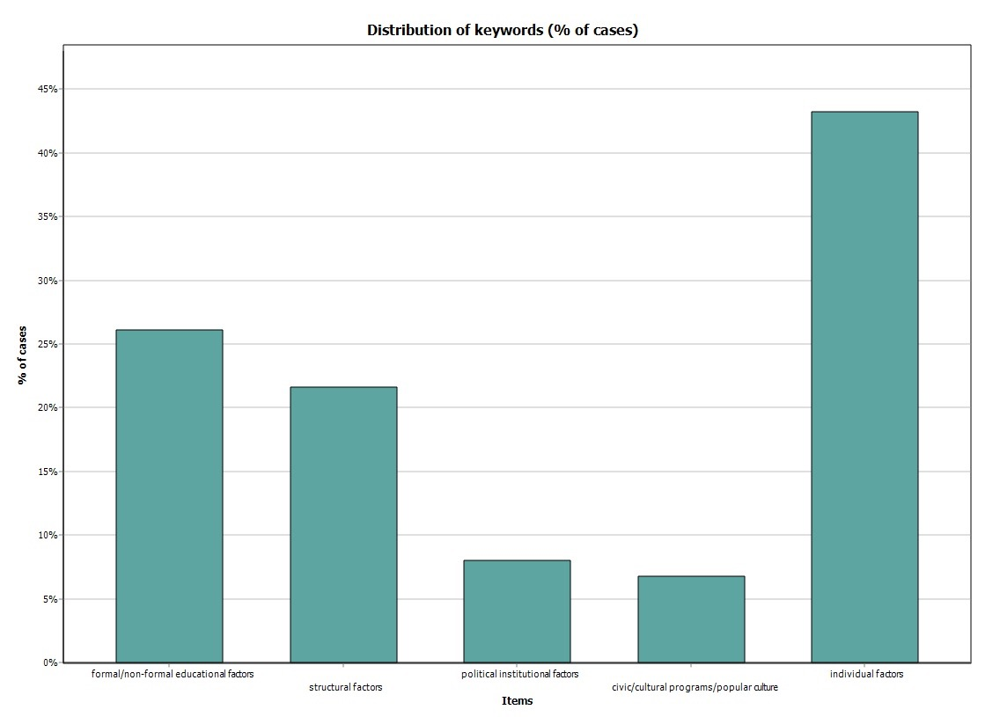 Distribution of keywords (% of cases)
45%
40%
35%
30%
25%
20%
15%
10%
5%
0%
% of cases
formal/non-formal educational factors
structural factors
political institutional factors
civic/cultural programs/popular culture
individual factors
Items